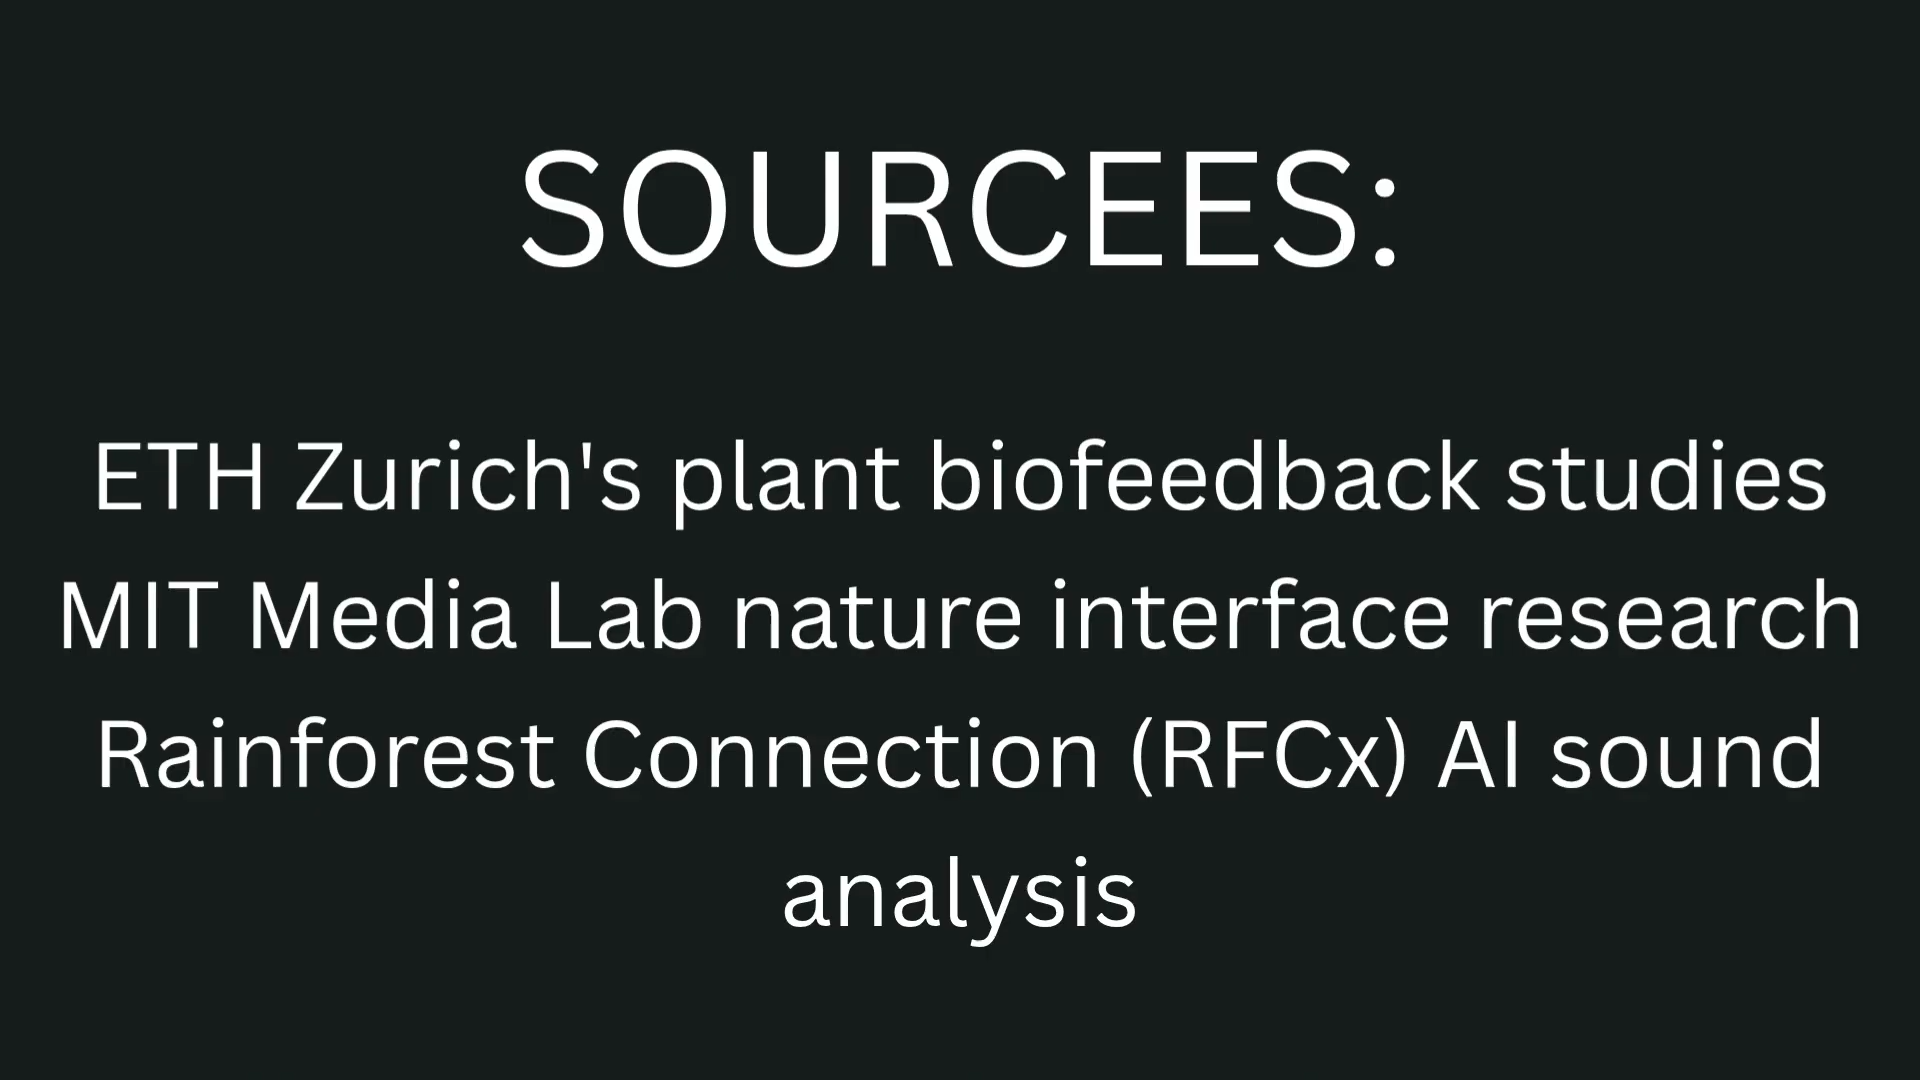 SOURCEES:
ETH Zurich's plant biofeedback studies
MIT Media Lab nature interface research
Rainforest Connection (RFCx) AI sound
analysis